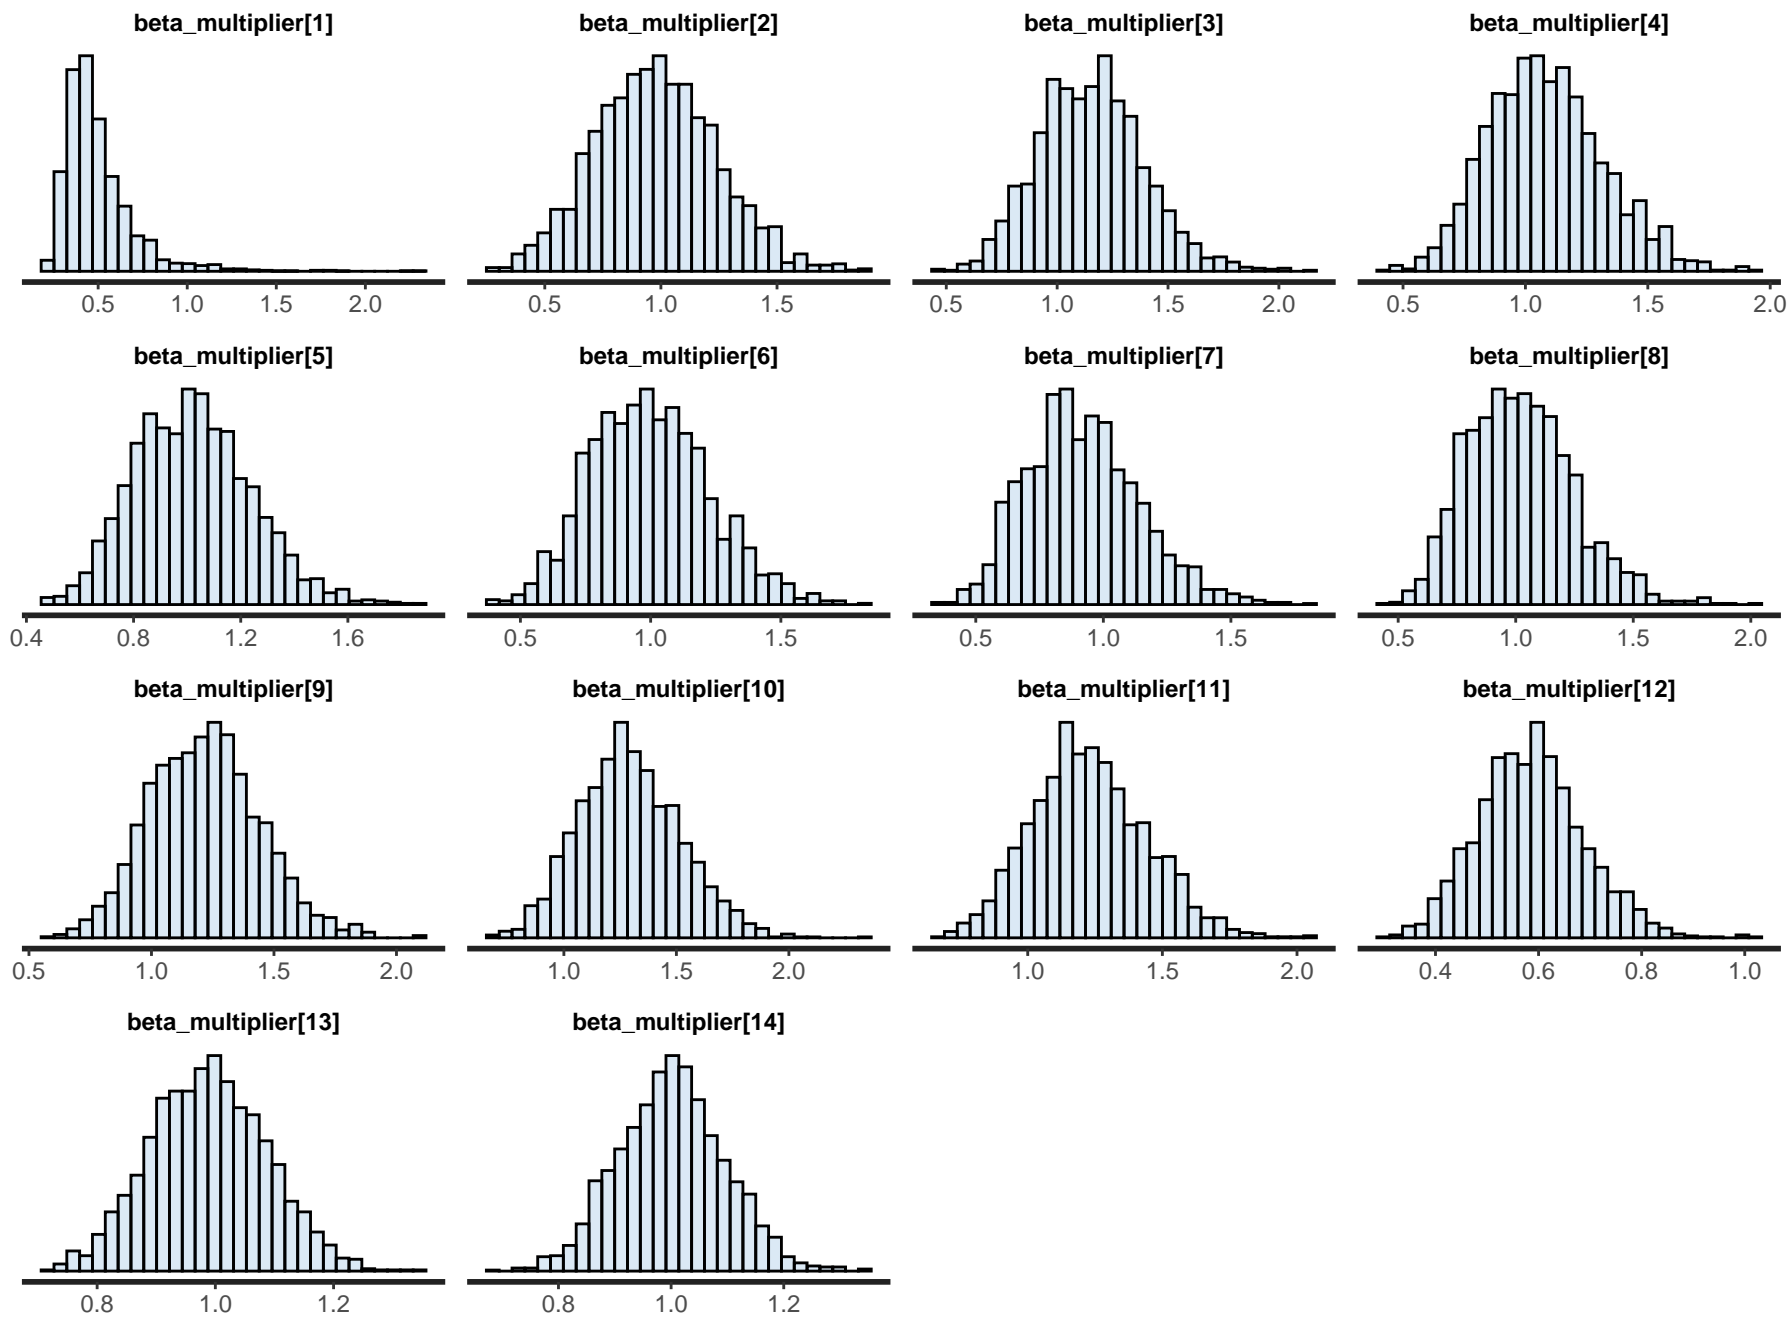 beta_multiplier[1] beta_multiplier[2] beta_multiplier[3] beta_multiplier[4]
0.5 1.0 1.5 2.0 0.5 1.0 1.5 0.5 1.0 1.5 2.0 0.5 1.0 1.5 2.0
beta_multiplier[5] beta_multiplier[6] beta_multiplier[7] beta_multiplier[8]
0.4 0.8 1.2 1.6 0.5 1.0 1.5 0.5 1.0 1.5 0.5 1.0 1.5 2.0
beta_multiplier[9] beta_multiplier[10] beta_multiplier[11] beta_multiplier[12]
0.5 1.0 1.5 2.0 1.0 1.5 2.0 1.0 1.5 2.0 0.4 0.6 0.8 1.0
beta_multiplier[13] beta_multiplier[14]
0.8 1.0 1.2 0.8 1.0 1.2